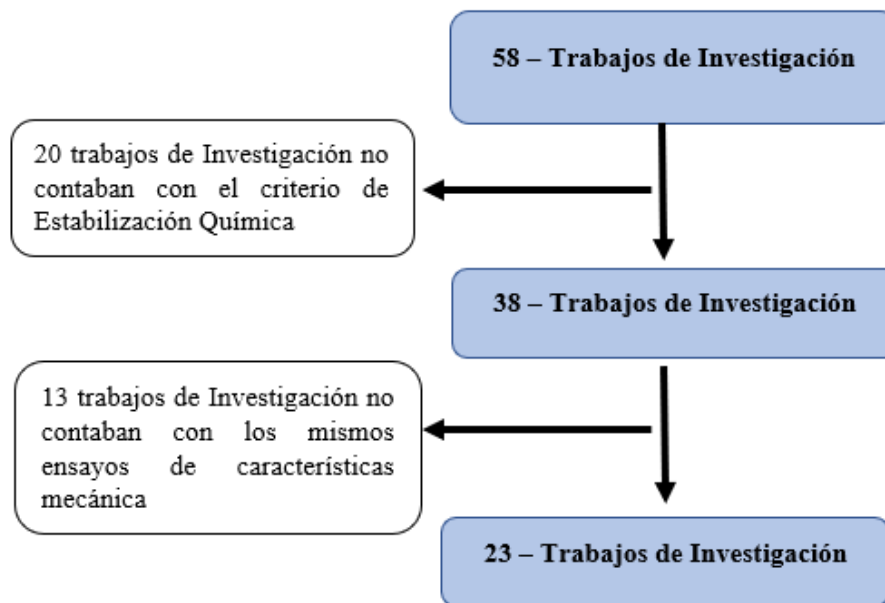 58 – Trabajos de Investigación
20 trabajos de Investigación no
contaban con el criterio de
Estabilización Química
38 – Trabajos de Investigación
13 trabajos de Investigación no
contaban con los mismos
ensayos de características
mecánica
23 – Trabajos de Investigación